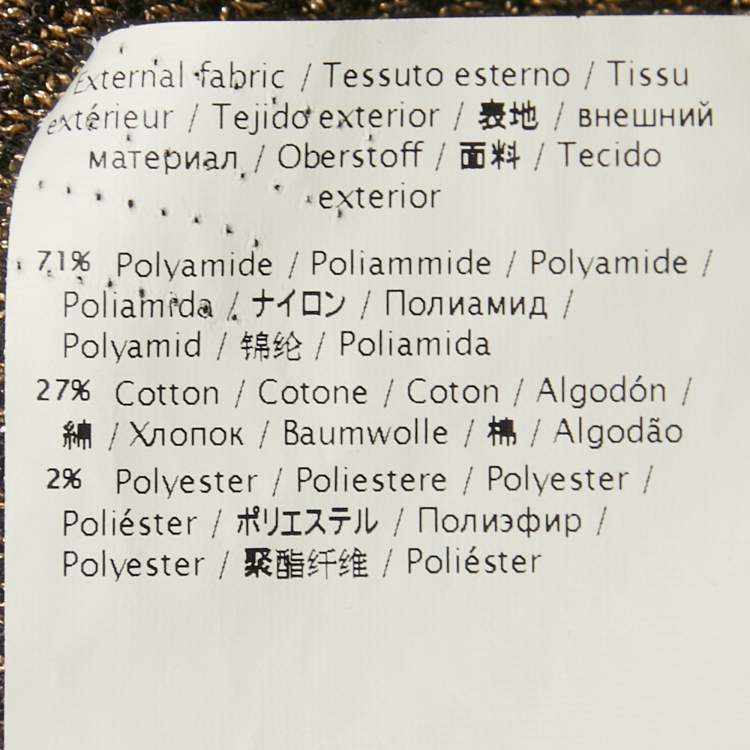 External fabric / Tessuto esterno / Tissu
extérieur / Tejido exterior / 表地 / внешний
материал / Oberstoff / 面料 / Tecido
exterior
71% Polyamide / Poliammide / Polyamide /
Poliamida / ナイロン / Полиамид /
Polyamid / 锦纶 / Poliamida
27% Cotton / Cotone / Coton / Algodón /
綿 / Хлопок / Baumwolle / 棉 / Algodão
2% Polyester / Poliestere / Polyester /
Poliéster / ポリエステル / Полиэфир /
Polyester / 聚酯纤维 / Poliéster